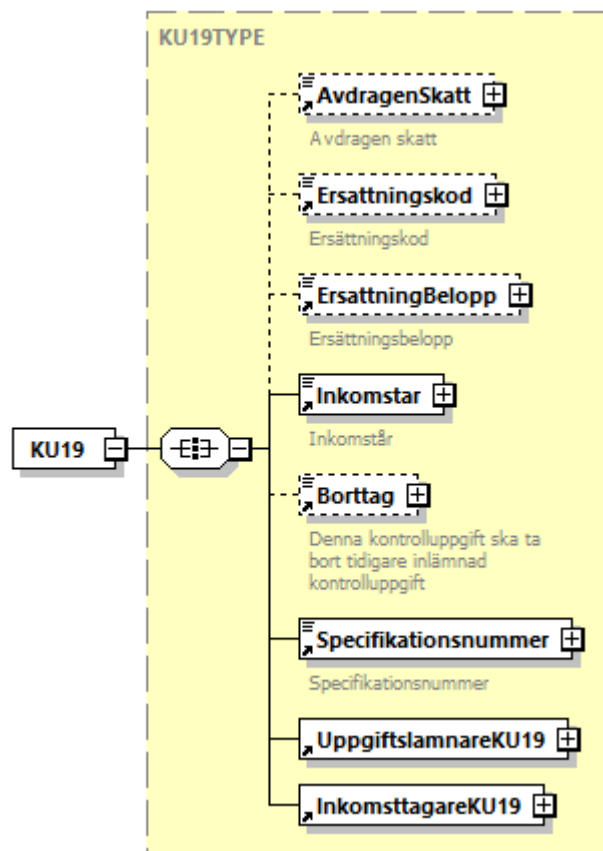 KU19TYPE
AvdragenSkatt
Avdragen skatt
Ersattningskod
Ersättningskod
ErsattningBelopp
Ersättningsbelopp
Inkomstar
Inkomstår
KU19
Borttag
Denna kontrolluppgift ska ta
bort tidigare inlämnad
kontrolluppgift
Specifikationsnummer
Specifikationsnummer
UppgiftslamnareKU19
InkomsttagareKU19